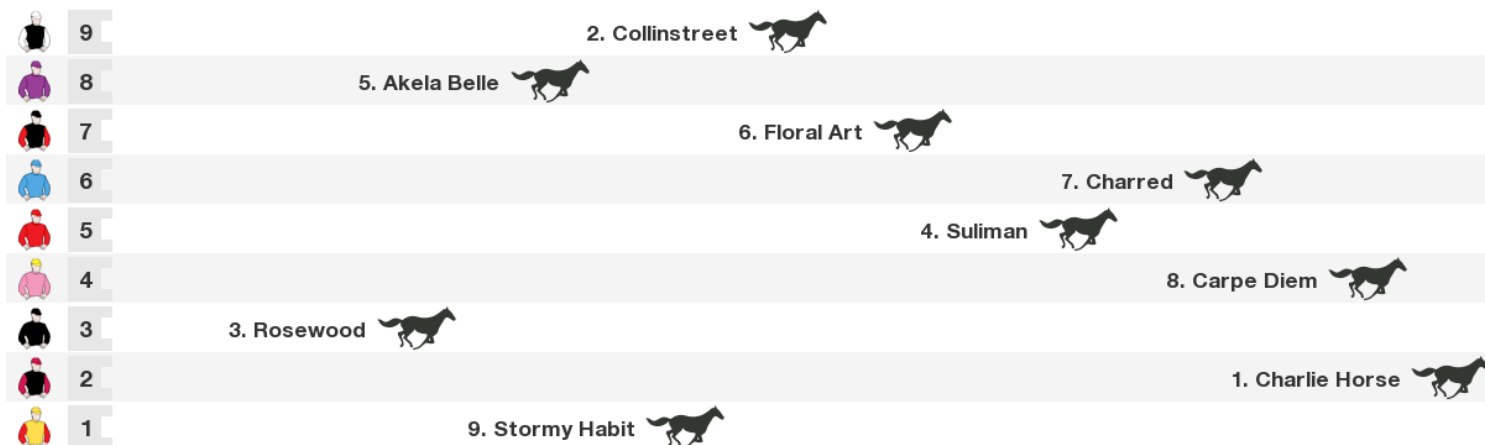 9 2. Collinstreet
8 5. Akela Belle
7 6. Floral Art
6 7. Charred
5 4. Suliman
4 8. Carpe Diem
3 3. Rosewood
2 1. Charlie Horse
1 9. Stormy Habit